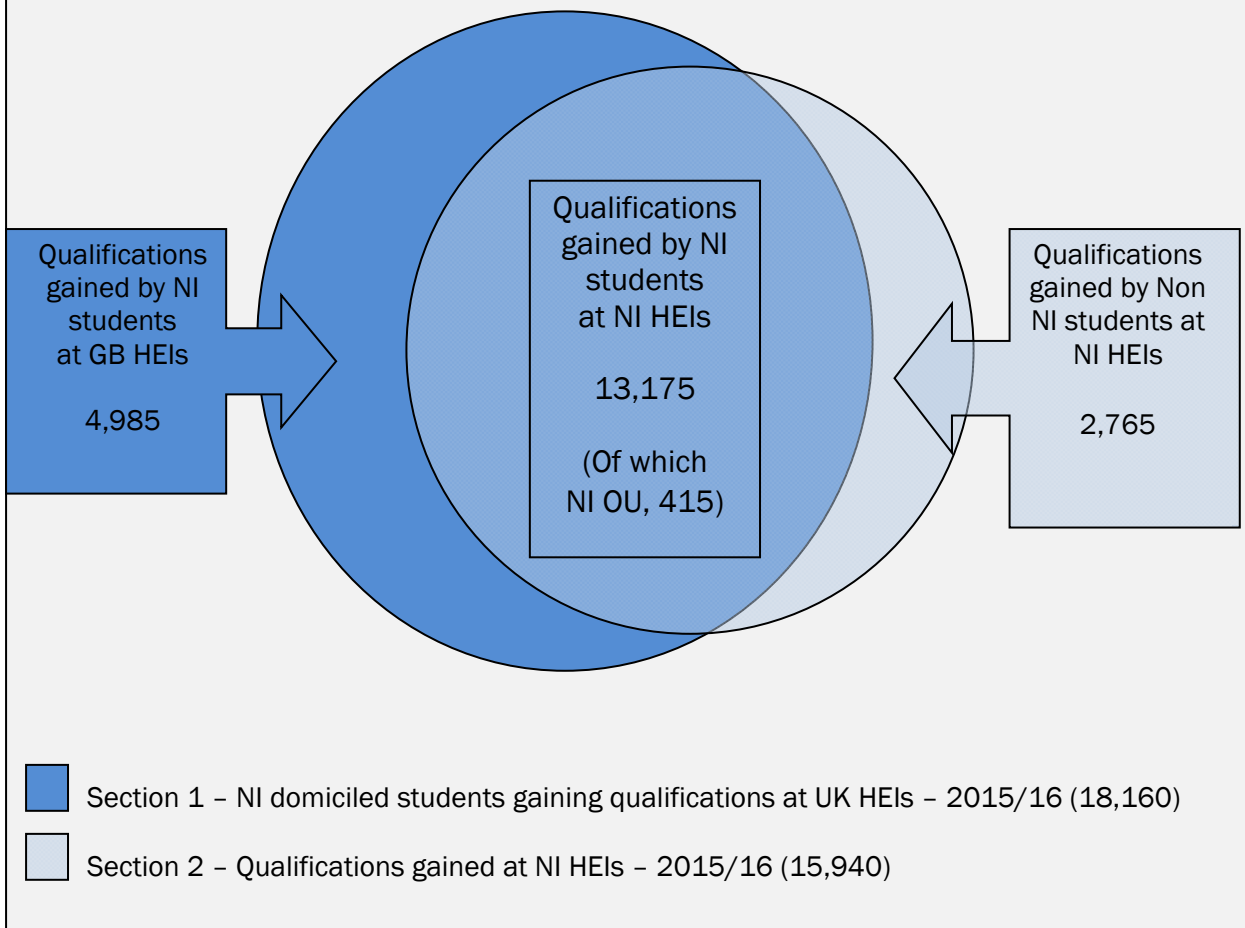 Qualifications
gained by NI
students
at GB HEIs
4,985
Qualifications
gained by NI
students
at NI HEIs
13,175
(Of which
NI OU, 415)
Qualifications
gained by Non
NI students at
NI HEIs
2,765
Section 1 – NI domiciled students gaining qualifications at UK HEIs – 2015/16 (18,160)
Section 2 – Qualifications gained at NI HEIs – 2015/16 (15,940)